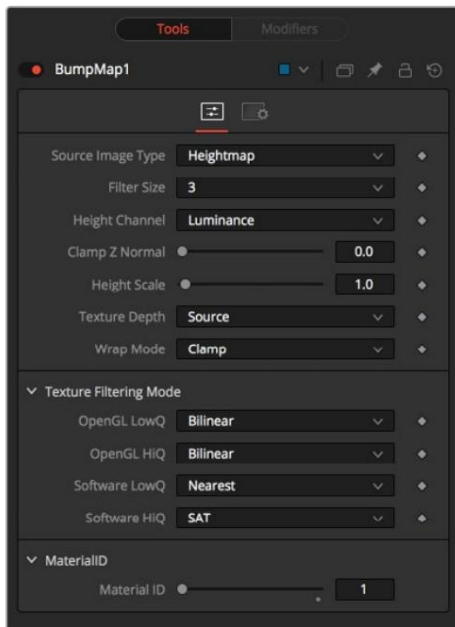 Tools Modifiers
BumpMap1
Source Image Type Heightmap
Filter Size 3
Height Channel Luminance
Clamp Z Normal 0.0
Height Scale 1.0
Texture Depth Source
Wrap Mode Clamp
Texture Filtering Mode
OpenGL LowQ Bilinear
OpenGL HiQ Bilinear
Software LowQ Nearest
Software HiQ SAT
MaterialID
Material ID 1